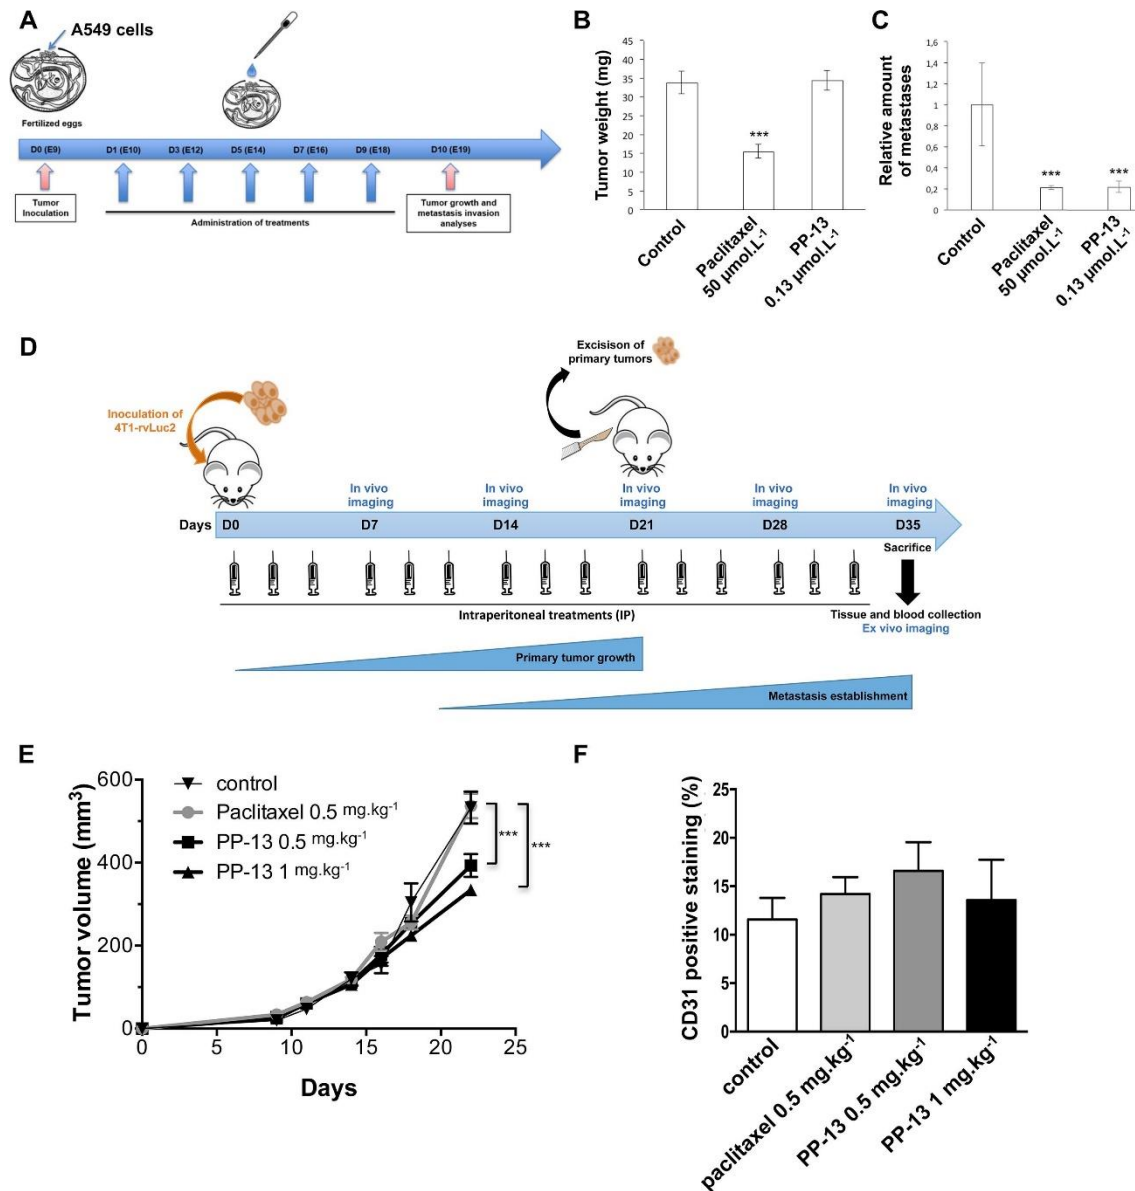 A
A549 cells
Fertilized eggs
D0 (E9)
D1 (E10)
D3 (E12)
D5 (E14)
D7 (E16)
D9 (E18)
D10 (E19)
Tumor
Inoculation
Administration of treatments
Tumor growth and
metastasis invasion
analyses
B
Tumor weight (mg)
45
40
35
30
25
20
15
10
5
0
***
Control
Paclitaxel
50 µmol.L-1
PP-13
0.13 µmol.L-1
C
Relative amount
of metastases
1,6
1,4
1,2
1
0,8
0,6
0,4
0,2
0
***
***
Control
Paclitaxel
50 µmol.L-1
PP-13
0.13 µmol.L-1
D
Inoculation of
4T1-rvLuc2
Excisison of
primary tumors
In vivo
imaging
In vivo
imaging
In vivo
imaging
In vivo
imaging
In vivo
imaging
Days
D0
D7
D14
D21
D28
D35
Sacrifice
Intraperitoneal treatments (IP)
Tissue and blood collection
Ex vivo imaging
Primary tumor growth
Metastasis establishment
E
Tumor volume (mm3)
600
400
200
0
control
Paclitaxel 0.5 mg.kg-1
PP-13 0.5 mg.kg-1
PP-13 1 mg.kg-1
***
***
0
5
10
15
20
25
Days
F
CD31 positive staining (%)
25
20
15
10
5
0
control
paclitaxel 0.5 mg.kg-1
PP-13 0.5 mg.kg-1
PP-13 1 mg.kg-1